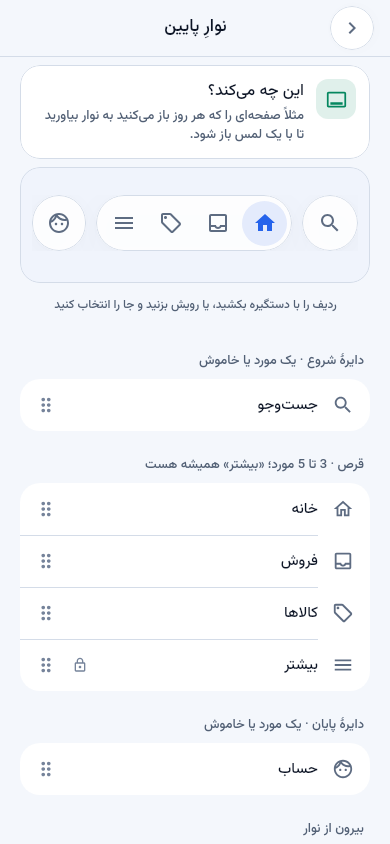 نوارِ پایین
این چه می‌کند؟
مثلاً صفحه‌ای را که هر روز باز می‌کنید به نوار بیاورید
تا با یک لمس باز شود.
ردیف را با دستگیره بکشید، یا رویش بزنید و جا را انتخاب کنید
دایرهٔ شروع · یک مورد یا خاموش
جست‌وجو
قرص · 3 تا 5 مورد؛ «بیشتر» همیشه هست
خانه
فروش
کالاها
بیشتر
دایرهٔ پایان · یک مورد یا خاموش
حساب
بیرون از نوار